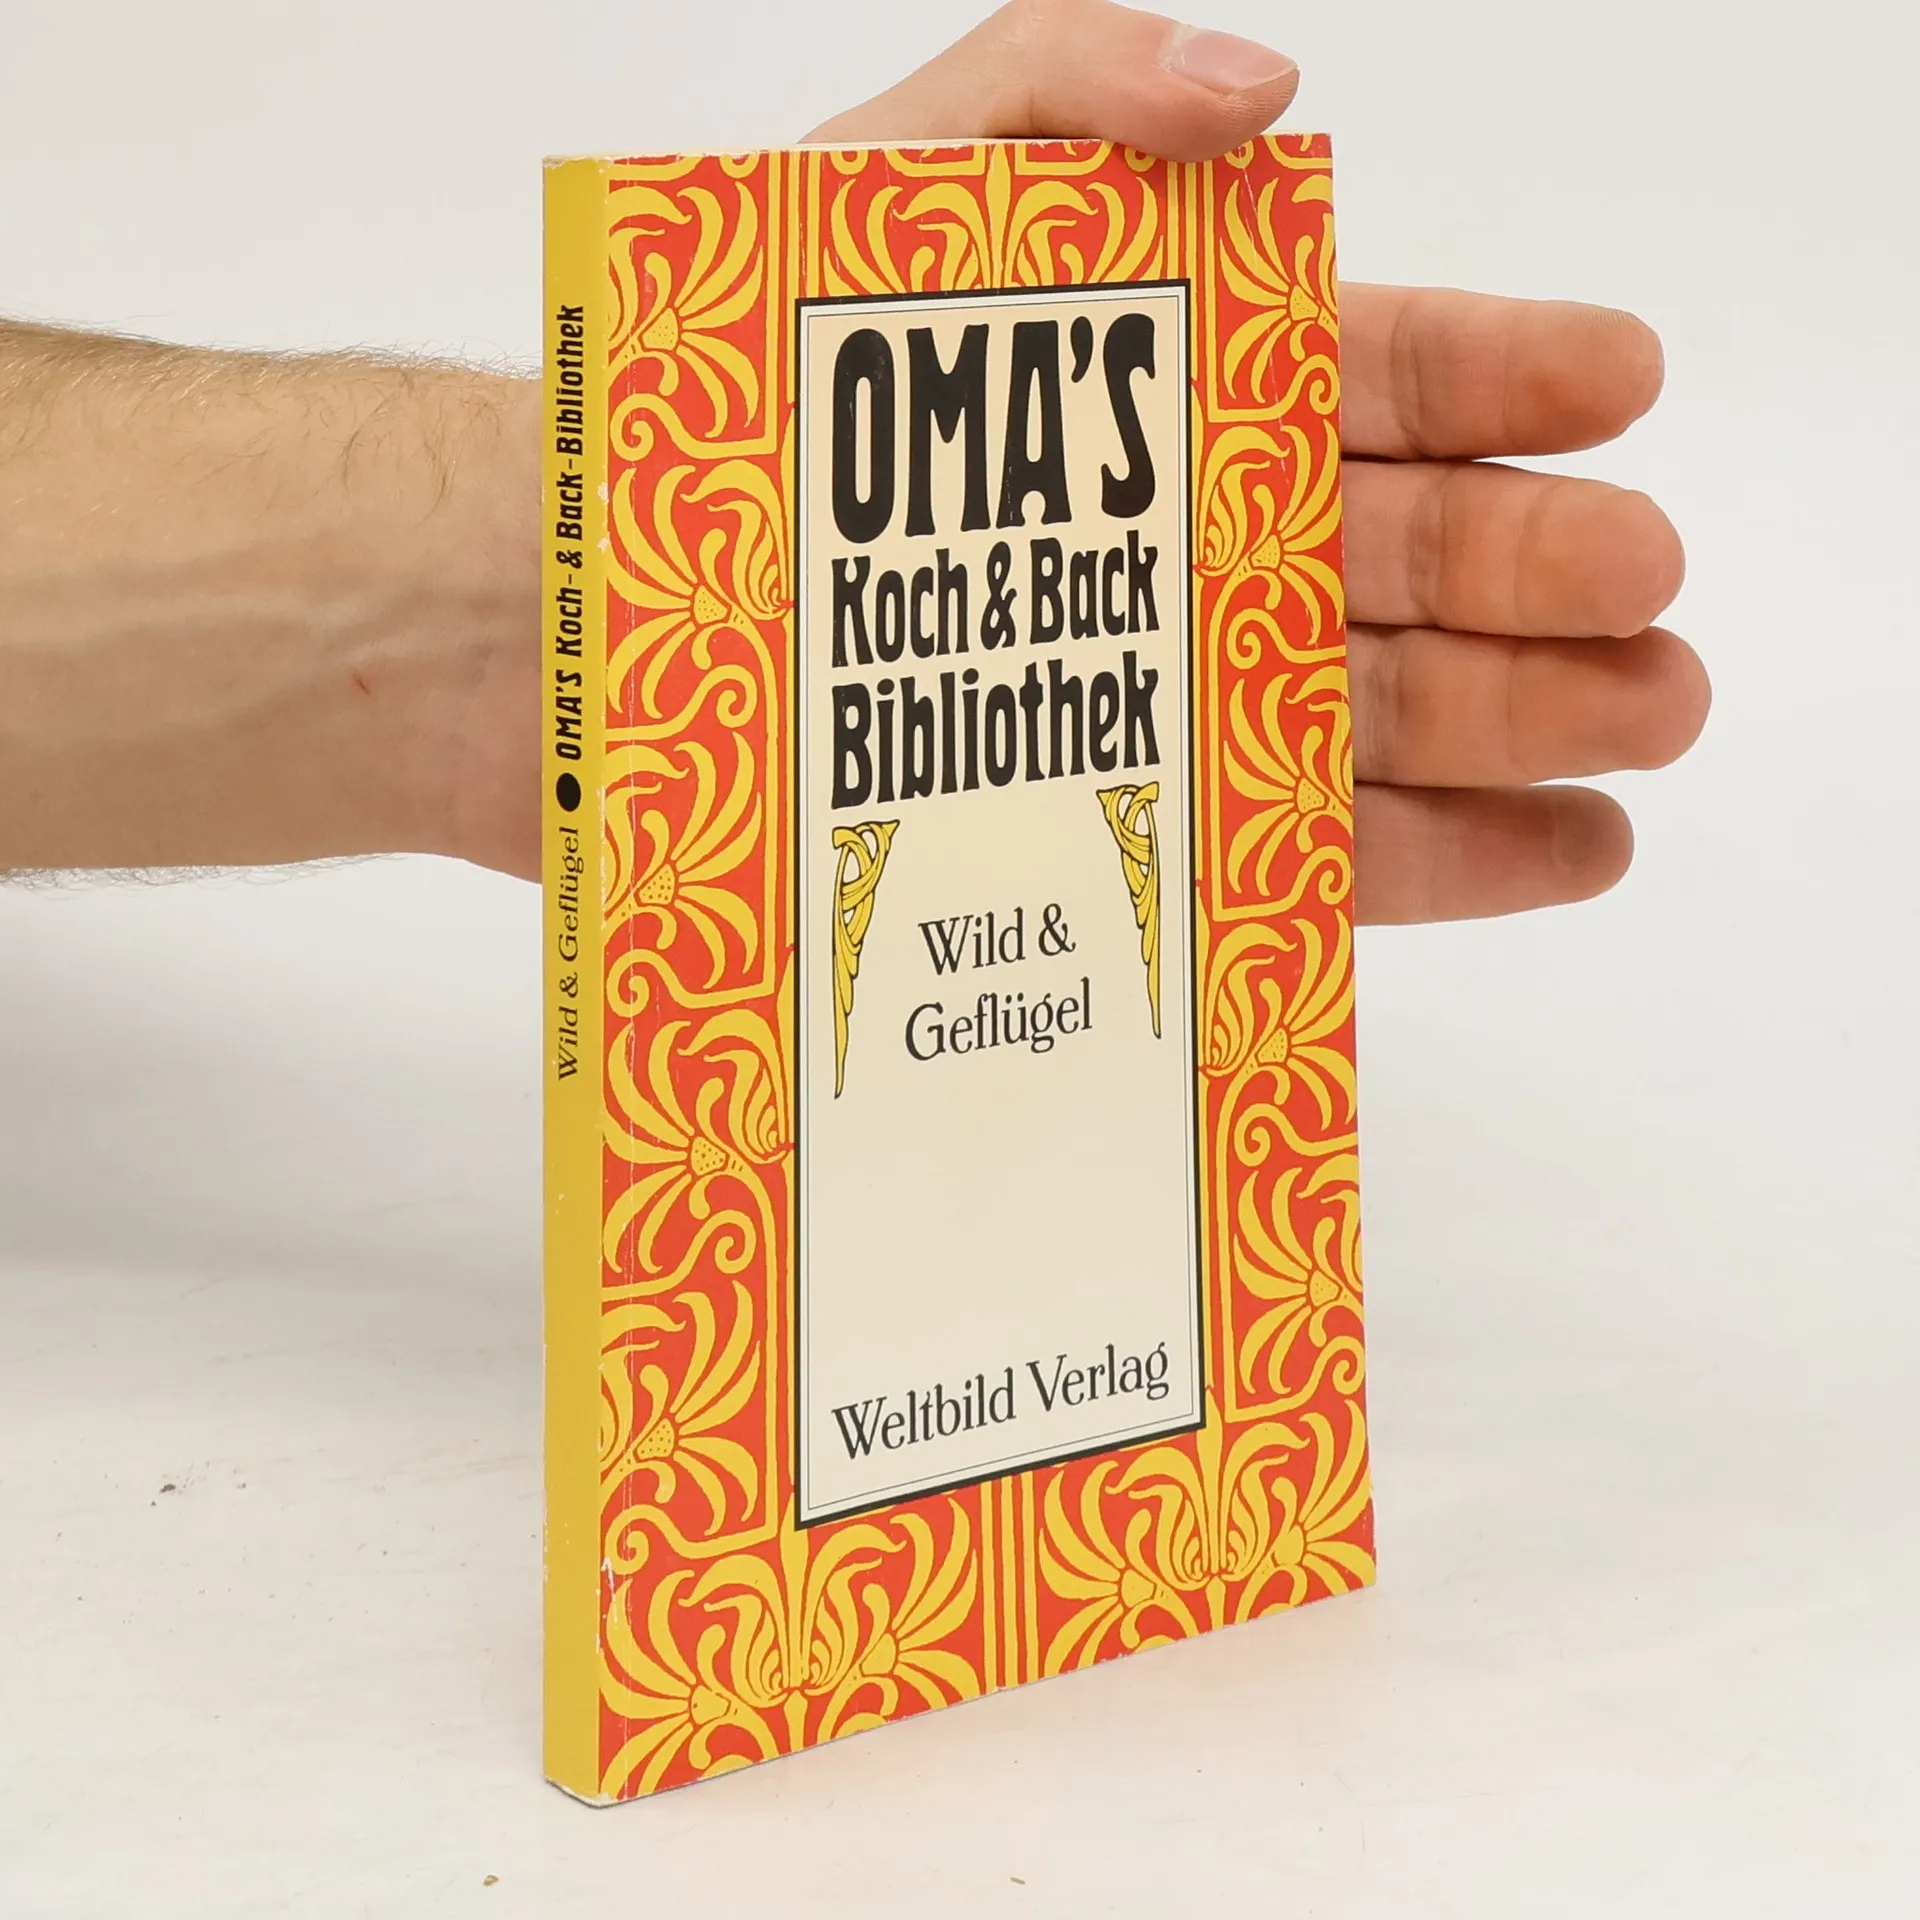 OMA'S
Koch & Back
Bibliothek
Wild &
Geflügel
Weltbild Verlag
Wild & Geflügel ● OMA'S Koch- & Back-Bibliothek